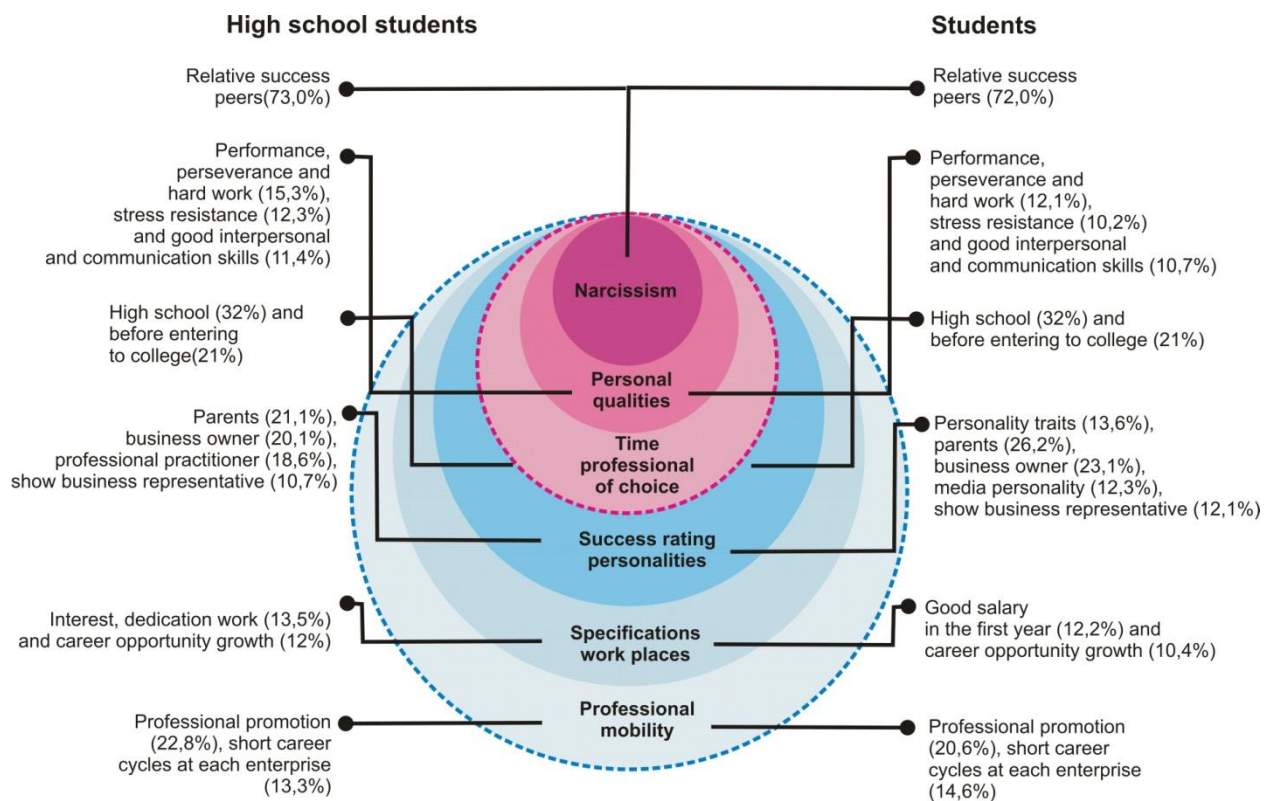 High school students
Students
Relative success
peers(73,0%)
Relative success
peers (72,0%)
Performance,
perseverance and
hard work (15,3%),
stress resistance (12,3%)
and good interpersonal
and communication skills (11,4%)
Performance,
perseverance and
hard work (12,1%),
stress resistance (10,2%)
and good interpersonal
and communication skills (10,7%)
Narcissism
High school (32%) and
before entering
to college(21%)
High school (32%) and
before entering to college (21%)
Personal
qualities
Parents (21,1%),
business owner (20,1%),
professional practitioner (18,6%),
show business representative (10,7%)
Time
professional
of choice
Personality traits (13,6%),
parents (26,2%),
business owner (23,1%),
media personality (12,3%),
show business representative (12,1%)
Success rating
personalities
Interest, dedication work (13,5%)
and career opportunity growth (12%)
Specifications
work places
Good salary
in the first year (12,2%) and
career opportunity growth (10,4%)
Professional promotion
(22,8%), short career
cycles at each enterprise
(13,3%)
Professional
mobility
Professional promotion
(20,6%), short career
cycles at each enterprise
(14,6%)